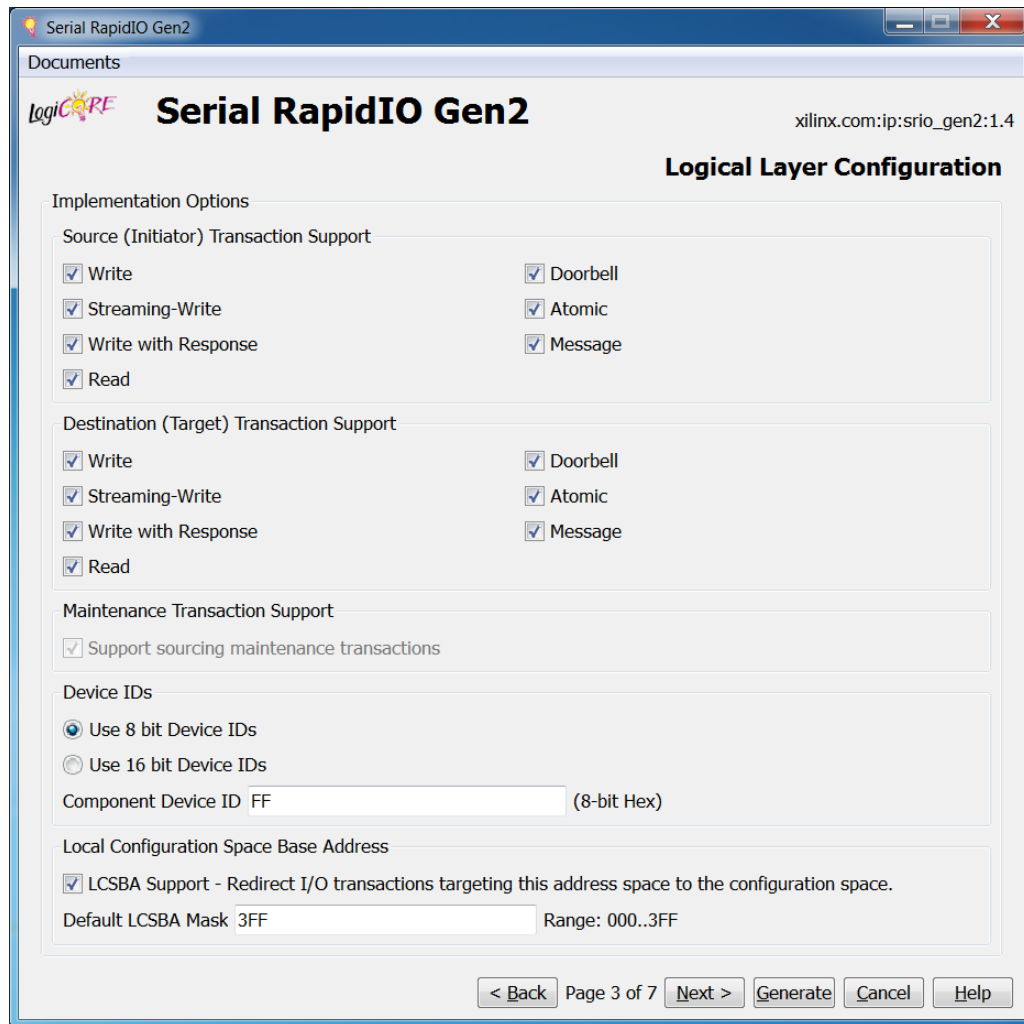 Serial RapidIO Gen2
Documents
LogiCORE
Serial RapidIO Gen2
xilinx.com:ip:srio_gen2:1.4
Logical Layer Configuration
Implementation Options
Source (Initiator) Transaction Support
Write
Doorbell
Streaming-Write
Atomic
Write with Response
Message
Read
Destination (Target) Transaction Support
Write
Doorbell
Streaming-Write
Atomic
Write with Response
Message
Read
Maintenance Transaction Support
Support sourcing maintenance transactions
Device IDs
Use 8 bit Device IDs
Use 16 bit Device IDs
Component Device ID FF (8-bit Hex)
Local Configuration Space Base Address
LCSBA Support - Redirect I/O transactions targeting this address space to the configuration space.
Default LCSBA Mask 3FF Range: 000..3FF
< Back Page 3 of 7 Next > Generate Cancel Help